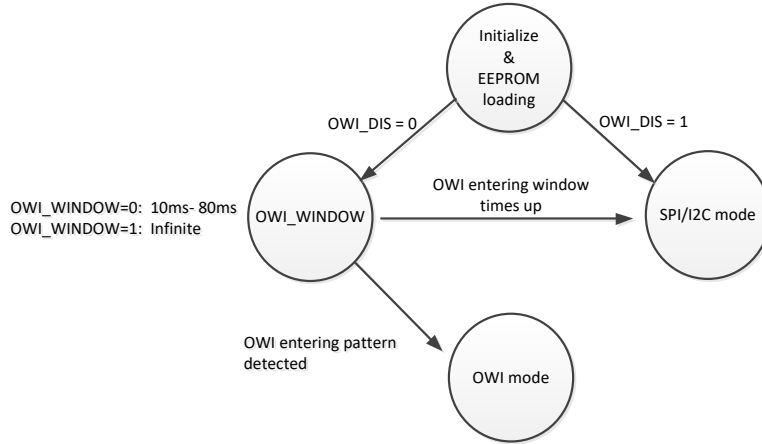 Initialize
&
EEPROM
loading
OWI_DIS = 0
OWI_DIS = 1
OWI_WINDOW=0:  10ms- 80ms
OWI_WINDOW=1:  Infinite
OWI_WINDOW
OWI entering window
times up
SPI/I2C mode
OWI entering pattern
detected
OWI mode